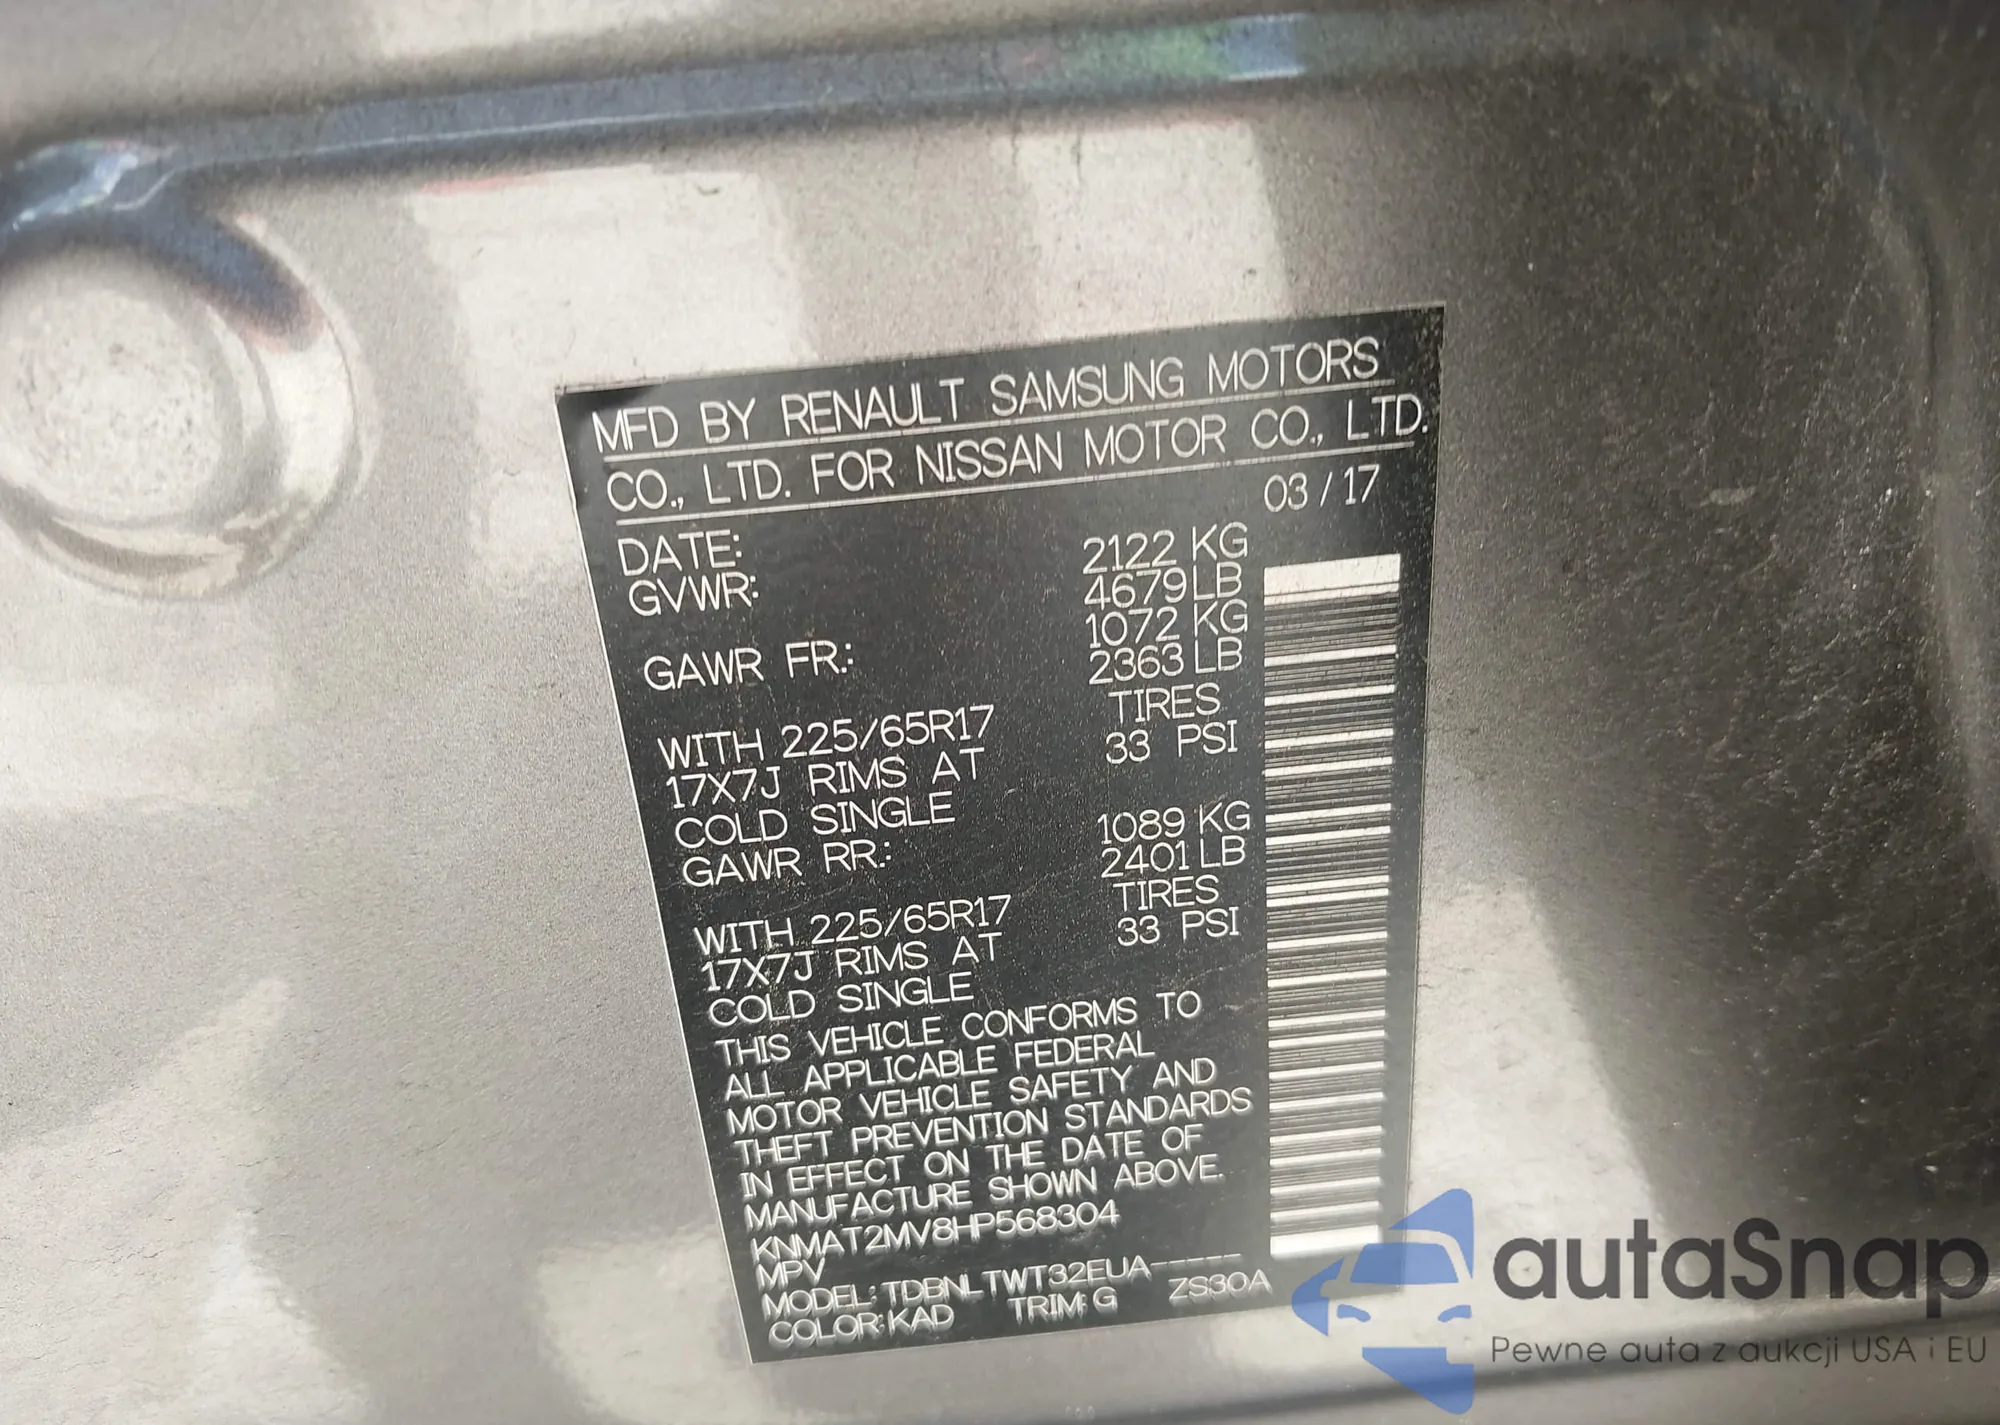 MFD BY RENAULT SAMSUNG MOTORS
CO., LTD. FOR NISSAN MOTOR CO., LTD.
DATE: 03 / 17
GVWR: 2122 KG
4679 LB
GAWR FR.: 1072 KG
2363 LB
WITH 225/65R17 TIRES
17X7J RIMS AT 33 PSI
COLD SINGLE
GAWR RR.: 1089 KG
2401 LB
WITH 225/65R17 TIRES
17X7J RIMS AT 33 PSI
COLD SINGLE
THIS VEHICLE CONFORMS TO
ALL APPLICABLE FEDERAL
MOTOR VEHICLE SAFETY AND
THEFT PREVENTION STANDARDS
IN EFFECT ON THE DATE OF
MANUFACTURE SHOWN ABOVE.
KNMAT2MV8HP568304
MPV
MODEL: TDBNLTWT32EUA-----
COLOR: KAD TRIM: G ZS30A
autaSnap
Pewne auta z aukcji USA i EU